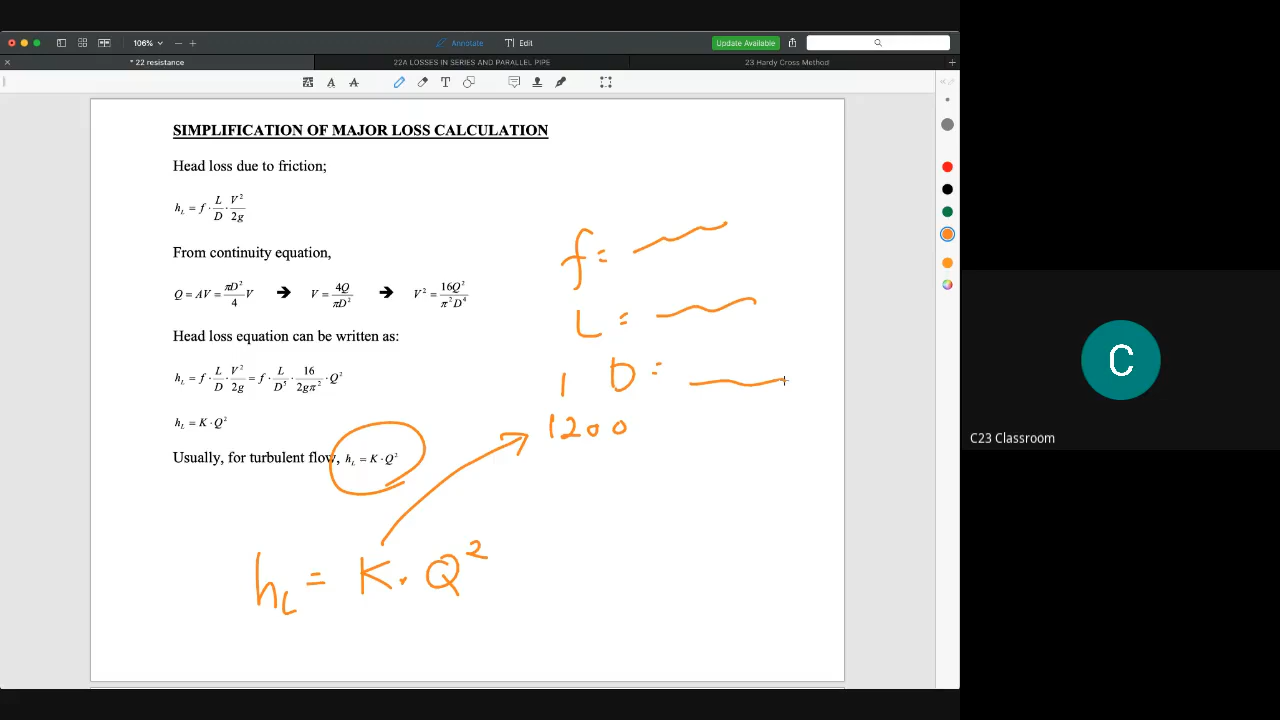 106%
Annotate
Edit
Update Available
* 22 resistance
22A LOSSES IN SERIES AND PARALLEL PIPE
23 Hardy Cross Method
SIMPLIFICATION OF MAJOR LOSS CALCULATION
Head loss due to friction;
h_L = f · L/D · V²/2g
From continuity equation,
Q = AV = πD²/4 V ➔ V = 4Q/πD² ➔ V² = 16Q²/π²D⁴
Head loss equation can be written as:
h_L = f · L/D · V²/2g = f · L/D⁵ · 16/2gπ² · Q²
h_L = K · Q²
Usually, for turbulent flow, h_L = K · Q²
f =
L =
1 D =
1200
h_L = K · Q²
C
C23 Classroom